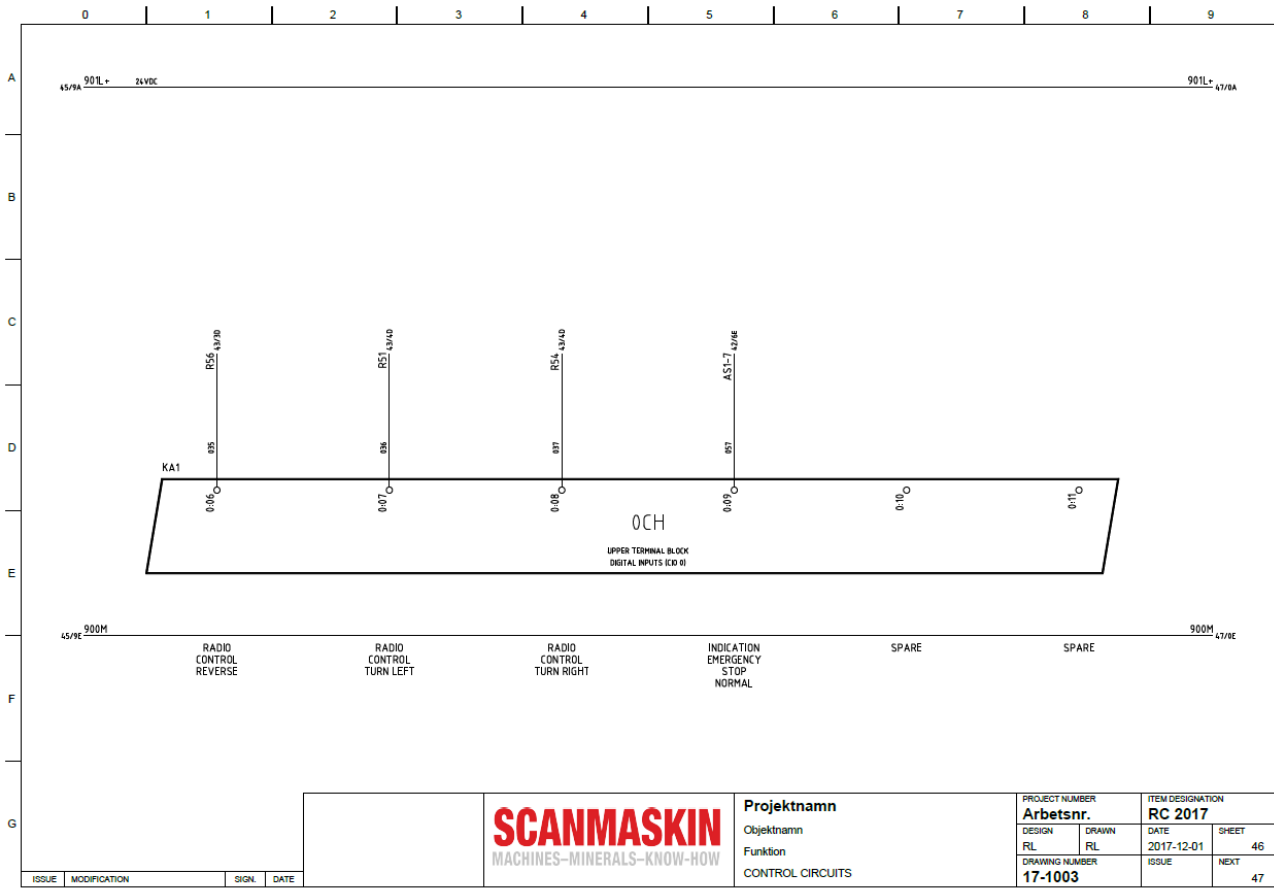 0 1 2 3 4 5 6 7 8 9
A
45/9A 901L+ 24VDC 901L+ 47/0A
B
C
R56 43/3D R51 43/4D R54 43/4D AS1-7 42/6E
D
035 036 037 057
KA1
0:06 0:07 0:08 0:09 0:10 0:11
0CH
UPPER TERMINAL BLOCK
DIGITAL INPUTS (CIO 0)
E
45/9E 900M 900M 47/0E
RADIO
CONTROL
REVERSE
RADIO
CONTROL
TURN LEFT
RADIO
CONTROL
TURN RIGHT
INDICATION
EMERGENCY
STOP
NORMAL
SPARE
SPARE
F
G
ISSUE MODIFICATION SIGN. DATE
SCANMASKIN
MACHINES–MINERALS–KNOW-HOW
Projektnamn
Objektnamn
Funktion
CONTROL CIRCUITS
PROJECT NUMBER ITEM DESIGNATION
Arbetsnr. RC 2017
DESIGN DRAWN DATE SHEET
RL RL 2017-12-01 46
DRAWING NUMBER ISSUE NEXT
17-1003 47